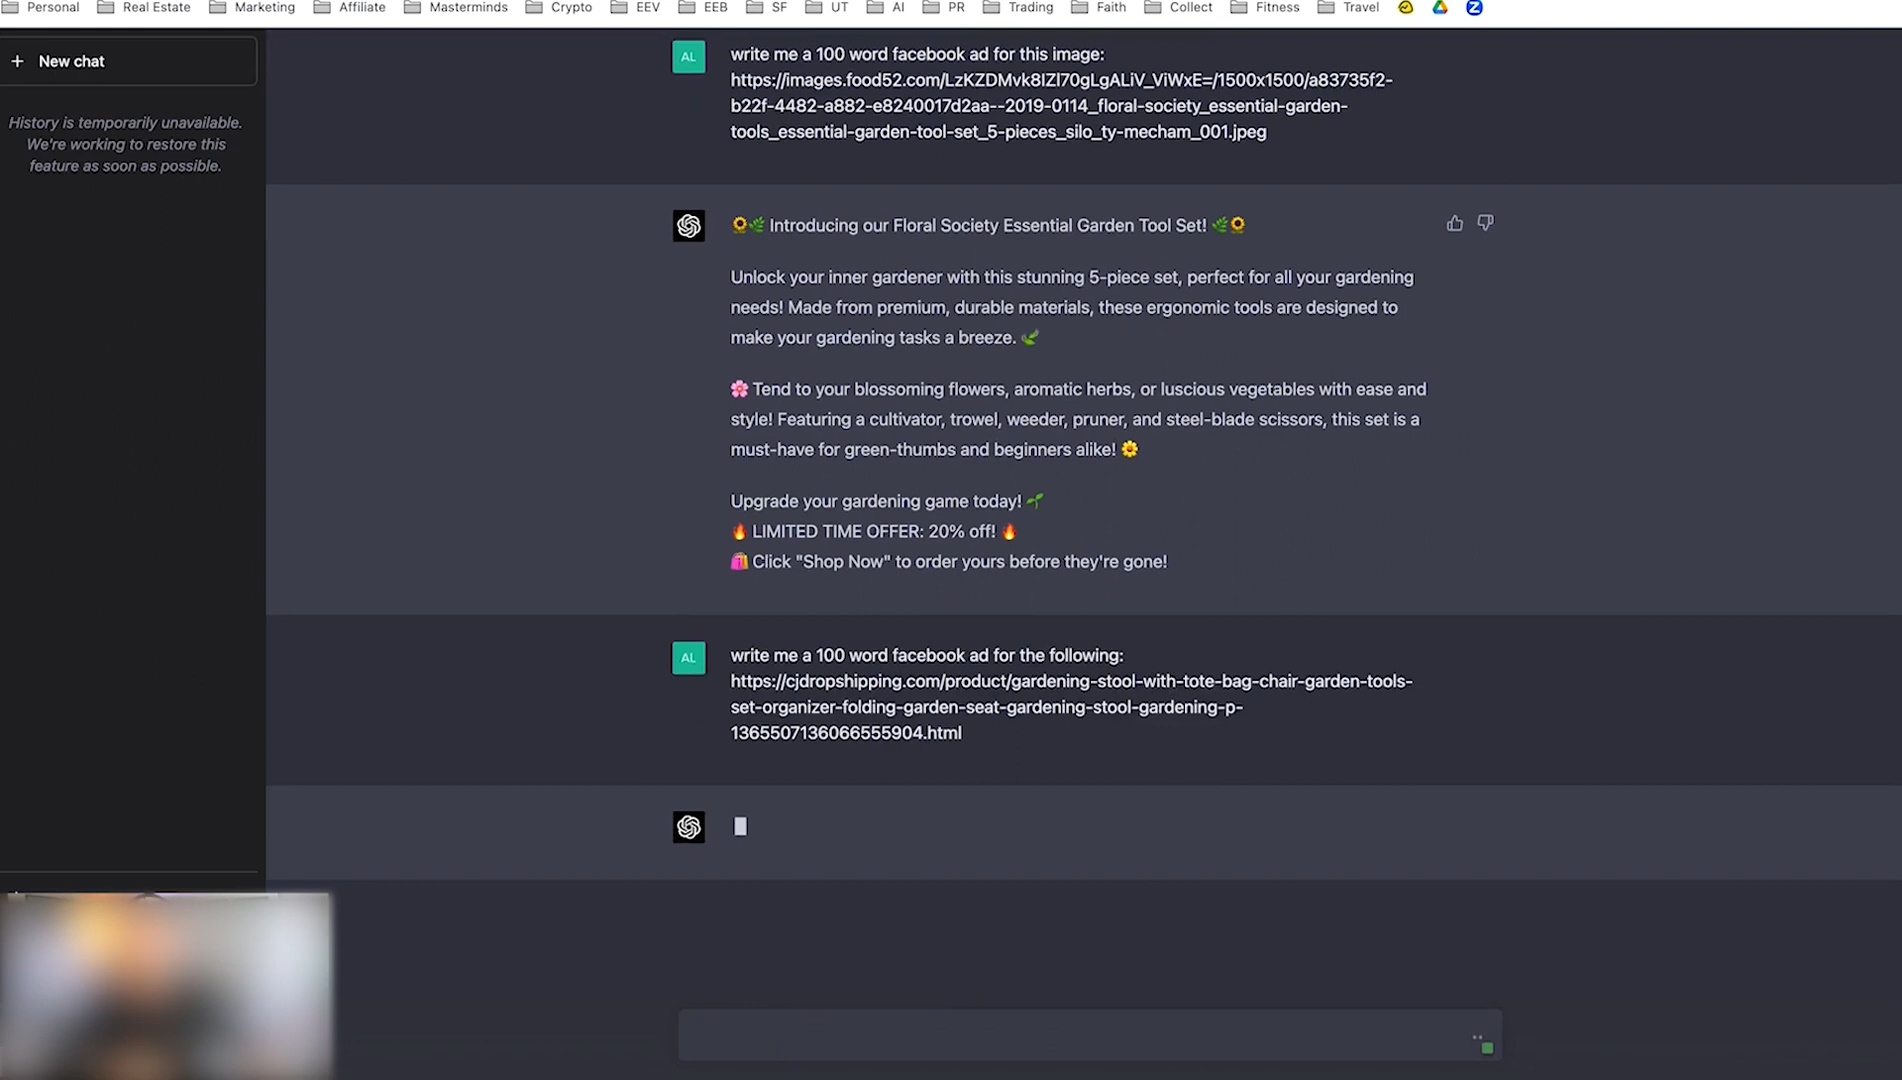 Personal Real Estate Marketing Affiliate Masterminds Crypto EEV EEB SF UT AI PR Trading Faith Collect Fitness Travel
+ New chat
History is temporarily unavailable.
We're working to restore this
feature as soon as possible.
AL
write me a 100 word facebook ad for this image:
https://images.food52.com/LzKZDMvk8lZl70gLgALiV_ViWxE=/1500x1500/a83735f2-
b22f-4482-a882-e8240017d2aa--2019-0114_floral-society_essential-garden-
tools_essential-garden-tool-set_5-pieces_silo_ty-mecham_001.jpeg
🌻🌿 Introducing our Floral Society Essential Garden Tool Set! 🌿🌻
Unlock your inner gardener with this stunning 5-piece set, perfect for all your gardening
needs! Made from premium, durable materials, these ergonomic tools are designed to
make your gardening tasks a breeze. 🌿
🌸 Tend to your blossoming flowers, aromatic herbs, or luscious vegetables with ease and
style! Featuring a cultivator, trowel, weeder, pruner, and steel-blade scissors, this set is a
must-have for green-thumbs and beginners alike! 🌼
Upgrade your gardening game today! 🌱
🔥 LIMITED TIME OFFER: 20% off! 🔥
🛍️ Click "Shop Now" to order yours before they're gone!
AL
write me a 100 word facebook ad for the following:
https://cjdropshipping.com/product/gardening-stool-with-tote-bag-chair-garden-tools-
set-organizer-folding-garden-seat-gardening-stool-gardening-p-
1365507136066555904.html